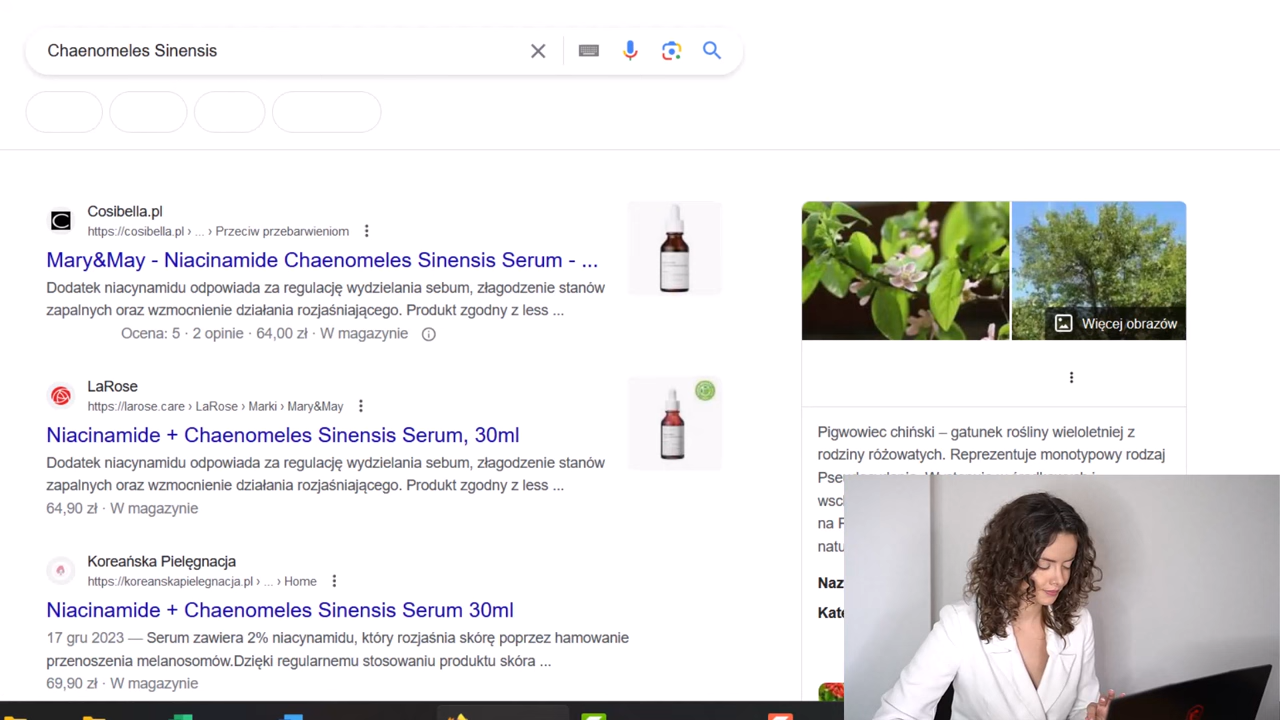 Chaenomeles Sinensis
Cosibella.pl
https://cosibella.pl › ... › Przeciw przebarwieniom
Mary&May - Niacinamide Chaenomeles Sinensis Serum - ...
Dodatek niacynamidu odpowiada za regulację wydzielania sebum, złagodzenie stanów
zapalnych oraz wzmocnienie działania rozjaśniającego. Produkt zgodny z less ...
Ocena: 5 · 2 opinie · 64,00 zł · W magazynie
LaRose
https://larose.care › LaRose › Marki › Mary&May
Niacinamide + Chaenomeles Sinensis Serum, 30ml
Dodatek niacynamidu odpowiada za regulację wydzielania sebum, złagodzenie stanów
zapalnych oraz wzmocnienie działania rozjaśniającego. Produkt zgodny z less ...
64,90 zł · W magazynie
Koreańska Pielęgnacja
https://koreanskapielegnacja.pl › ... › Home
Niacinamide + Chaenomeles Sinensis Serum 30ml
17 gru 2023 — Serum zawiera 2% niacynamidu, który rozjaśnia skórę poprzez hamowanie
przenoszenia melanosomów.Dzięki regularnemu stosowaniu produktu skóra ...
69,90 zł · W magazynie
Więcej obrazów
Pigwowiec chiński – gatunek rośliny wieloletniej z
rodziny różowatych. Reprezentuje monotypowy rodzaj